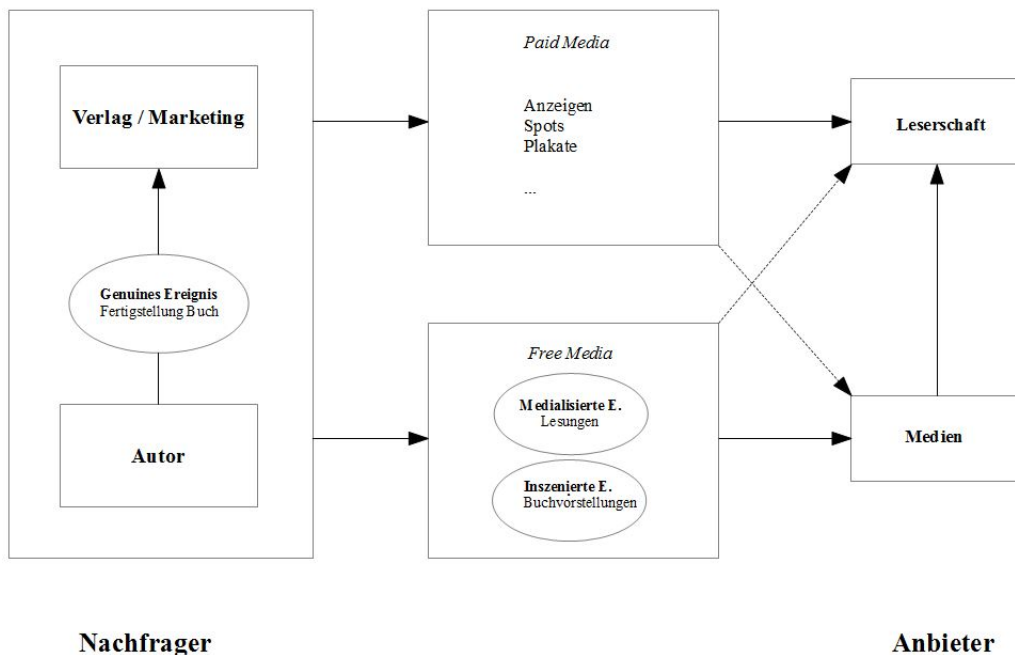 Verlag / Marketing
Genuines Ereignis
Fertigstellung Buch
Autor
Paid Media
Anzeigen
Spots
Plakate
...
Free Media
Medialisierte E.
Lesungen
Inszenierte E.
Buchvorstellungen
Leserschaft
Medien
Nachfrager
Anbieter